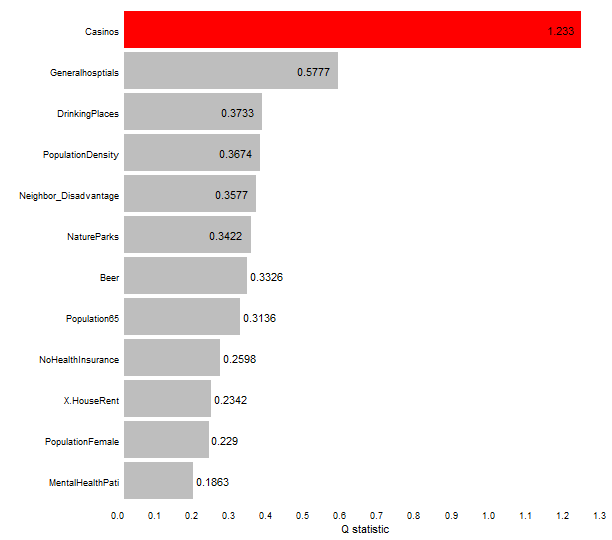 Casinos 1.233
Generalhosptials 0.5777
DrinkingPlaces 0.3733
PopulationDensity 0.3674
Neighbor_Disadvantage 0.3577
NatureParks 0.3422
Beer 0.3326
Population65 0.3136
NoHealthInsurance 0.2598
X.HouseRent 0.2342
PopulationFemale 0.229
MentalHealthPati 0.1863
0.0 0.1 0.2 0.3 0.4 0.5 0.6 0.7 0.8 0.9 1.0 1.1 1.2 1.3
Q statistic